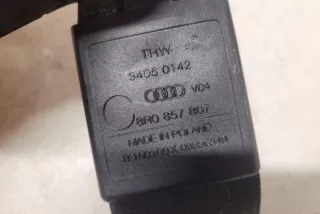 THW
3405 0142
V04
8R0 857 807
MADE IN POLAND